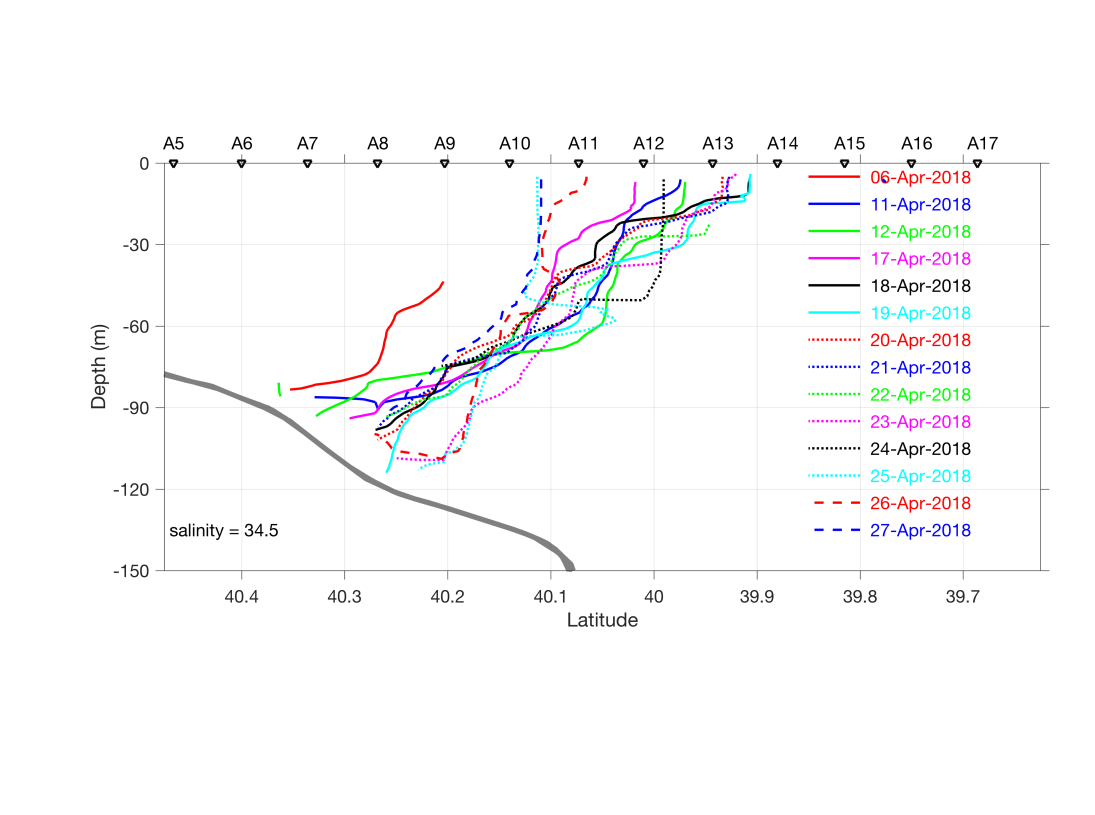 A5 A6 A7 A8 A9 A10 A11 A12 A13 A14 A15 A16 A17
0
-30
-60
-90
-120
-150
Depth (m)
06-Apr-2018
11-Apr-2018
12-Apr-2018
17-Apr-2018
18-Apr-2018
19-Apr-2018
20-Apr-2018
21-Apr-2018
22-Apr-2018
23-Apr-2018
24-Apr-2018
25-Apr-2018
26-Apr-2018
27-Apr-2018
salinity = 34.5
40.4 40.3 40.2 40.1 40 39.9 39.8 39.7
Latitude